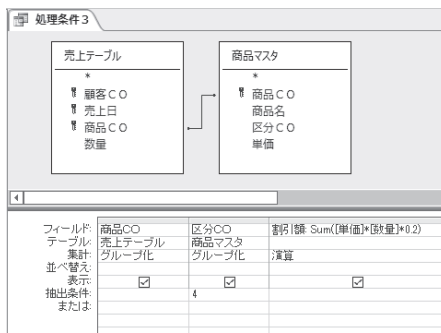 処理条件3
売上テーブル
*
顧客CO
売上日
商品CO
数量
商品マスタ
*
商品CO
商品名
区分CO
単価
フィールド: 商品CO 区分CO 割引額: Sum([単価]*[数量]*0.2)
テーブル: 売上テーブル 商品マスタ
集計: グループ化 グループ化 演算
並べ替え:
表示:
抽出条件: 4
または: